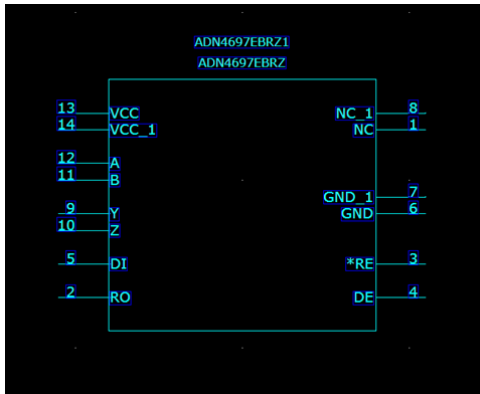 ADN4697EBRZ1
ADN4697EBRZ
13 VCC NC_1 8
14 VCC_1 NC 1
12 A
11 B
GND_1 7
9 Y GND 6
10 Z
5 DI *RE 3
2 RO DE 4